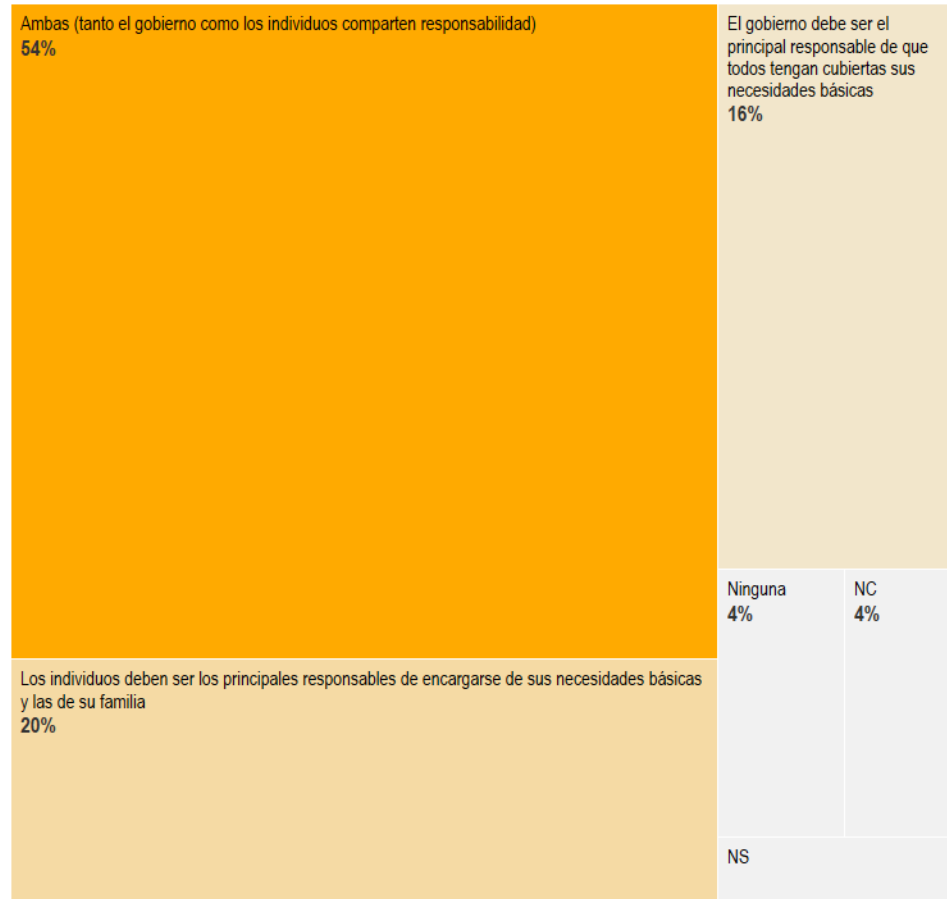 Ambas (tanto el gobierno como los individuos comparten responsabilidad)
54%
El gobierno debe ser el
principal responsable de que
todos tengan cubiertas sus
necesidades básicas
16%
Ninguna
4%
NC
4%
Los individuos deben ser los principales responsables de encargarse de sus necesidades básicas
y las de su familia
20%
NS